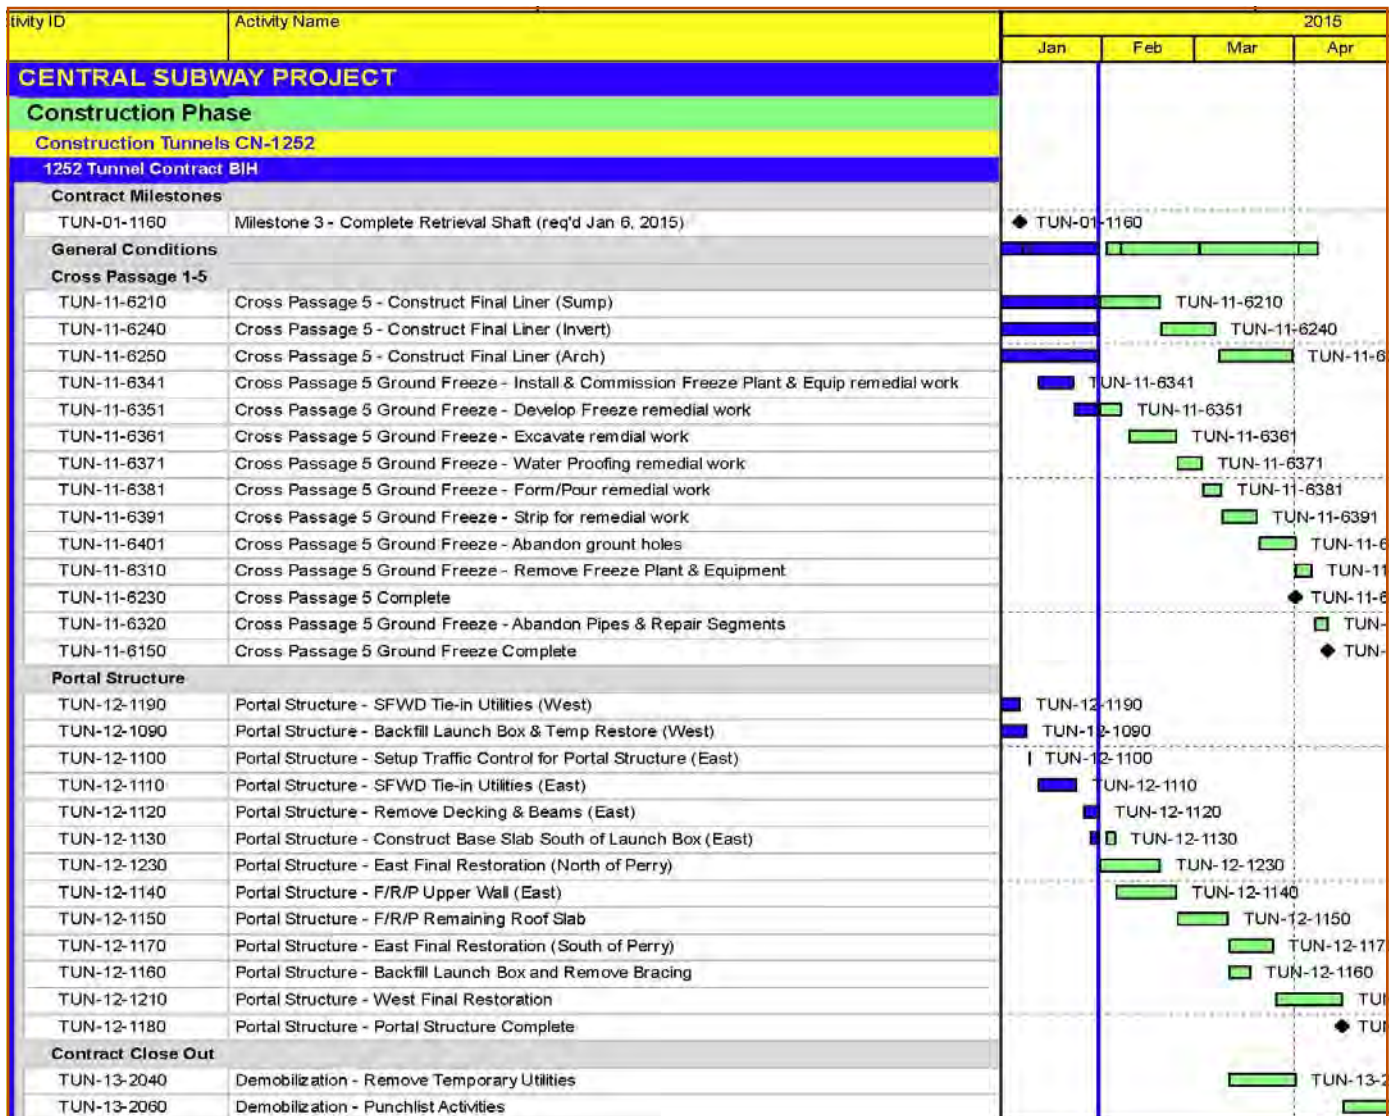 tivity ID Activity Name 2015
Jan Feb Mar Apr
CENTRAL SUBWAY PROJECT
Construction Phase
Construction Tunnels CN-1252
1252 Tunnel Contract BIH
Contract Milestones
TUN-01-1160 Milestone 3 - Complete Retrieval Shaft (req'd Jan 6, 2015) TUN-01-1160
General Conditions
Cross Passage 1-5
TUN-11-6210 Cross Passage 5 - Construct Final Liner (Sump) TUN-11-6210
TUN-11-6240 Cross Passage 5 - Construct Final Liner (Invert) TUN-11-6240
TUN-11-6250 Cross Passage 5 - Construct Final Liner (Arch) TUN-11-6
TUN-11-6341 Cross Passage 5 Ground Freeze - Install & Commission Freeze Plant & Equip remedial work TUN-11-6341
TUN-11-6351 Cross Passage 5 Ground Freeze - Develop Freeze remedial work TUN-11-6351
TUN-11-6361 Cross Passage 5 Ground Freeze - Excavate remdial work TUN-11-6361
TUN-11-6371 Cross Passage 5 Ground Freeze - Water Proofing remedial work TUN-11-6371
TUN-11-6381 Cross Passage 5 Ground Freeze - Form/Pour remedial work TUN-11-6381
TUN-11-6391 Cross Passage 5 Ground Freeze - Strip for remedial work TUN-11-6391
TUN-11-6401 Cross Passage 5 Ground Freeze - Abandon grount holes TUN-11-6
TUN-11-6310 Cross Passage 5 Ground Freeze - Remove Freeze Plant & Equipment TUN-11
TUN-11-6230 Cross Passage 5 Complete TUN-11-6
TUN-11-6320 Cross Passage 5 Ground Freeze - Abandon Pipes & Repair Segments TUN-
TUN-11-6150 Cross Passage 5 Ground Freeze Complete TUN-
Portal Structure
TUN-12-1190 Portal Structure - SFWD Tie-in Utilities (West) TUN-12-1190
TUN-12-1090 Portal Structure - Backfill Launch Box & Temp Restore (West) TUN-12-1090
TUN-12-1100 Portal Structure - Setup Traffic Control for Portal Structure (East) TUN-12-1100
TUN-12-1110 Portal Structure - SFWD Tie-in Utilities (East) TUN-12-1110
TUN-12-1120 Portal Structure - Remove Decking & Beams (East) TUN-12-1120
TUN-12-1130 Portal Structure - Construct Base Slab South of Launch Box (East) TUN-12-1130
TUN-12-1230 Portal Structure - East Final Restoration (North of Perry) TUN-12-1230
TUN-12-1140 Portal Structure - F/R/P Upper Wall (East) TUN-12-1140
TUN-12-1150 Portal Structure - F/R/P Remaining Roof Slab TUN-12-1150
TUN-12-1170 Portal Structure - East Final Restoration (South of Perry) TUN-12-117
TUN-12-1160 Portal Structure - Backfill Launch Box and Remove Bracing TUN-12-1160
TUN-12-1210 Portal Structure - West Final Restoration TUN
TUN-12-1180 Portal Structure - Portal Structure Complete TUN
Contract Close Out
TUN-13-2040 Demobilization - Remove Temporary Utilities TUN-13-2
TUN-13-2060 Demobilization - Punchlist Activities